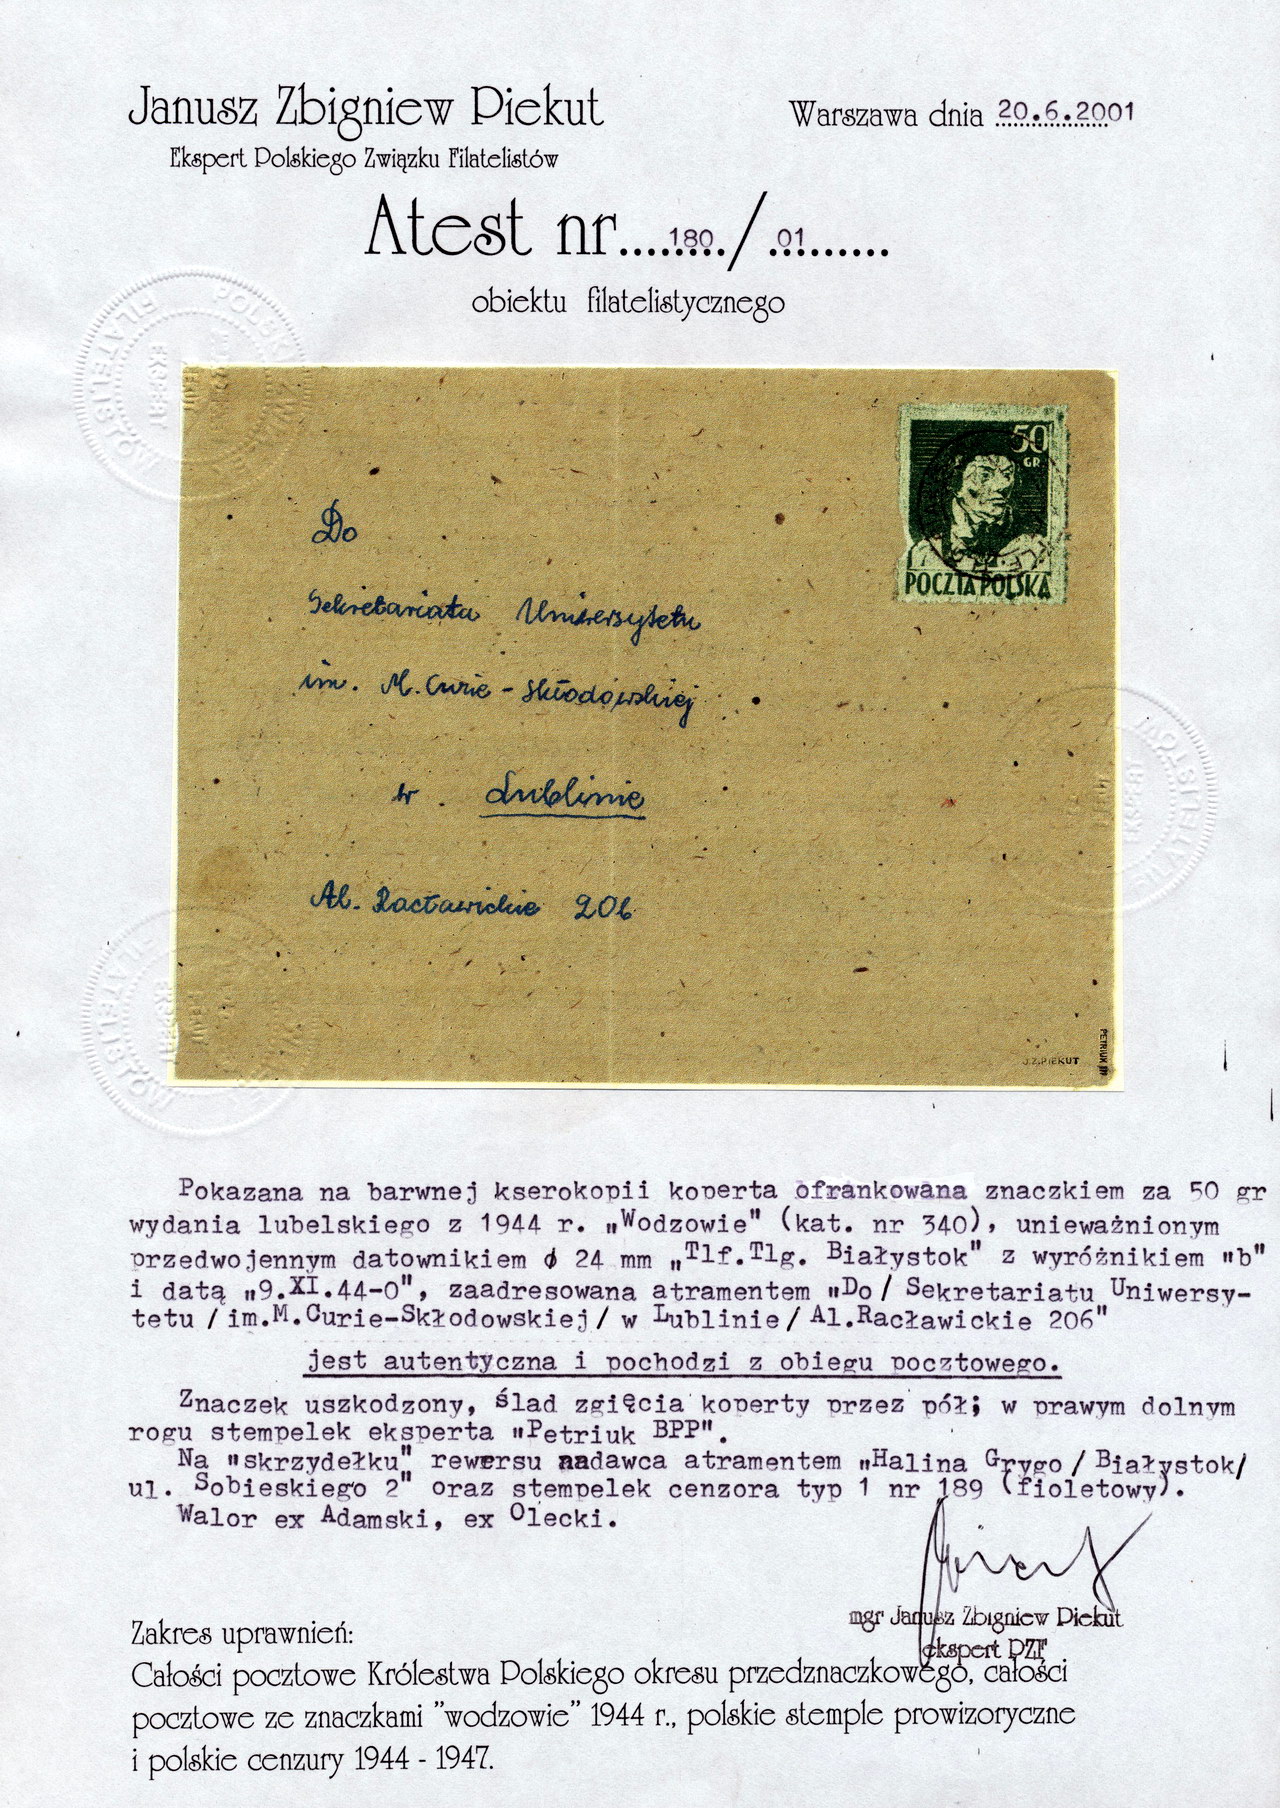 Janusz Zbigniew Piekut
Warszawa dnia 20.6.2001
Ekspert Polskiego Związku Filatelistów
Atest nr....180./.01.......
obiektu filatelistycznego
50
GR
POCZTA POLSKA
Do
Sekretariatu Uniwersytetu
im. M. Curie - Skłodowskiej
w. Lublinie
Al. Racławickie 206
J.Z.PIEKUT
PETRIUK
Pokazana na barwnej kserokopii koperta ofrankowana znaczkiem za 50 gr
wydania lubelskiego z 1944 r. „Wodzowie" (kat. nr 340), unieważnionym
przedwojennym datownikiem ø 24 mm „Tlf.Tlg. Białystok" z wyróżnikiem „b"
i datą „9.XI.44-0", zaadresowana atramentem „Do/ Sekretariatu Uniwersy-
tetu/im.M.Curie-Skłodowskiej/ w Lublinie/ Al.Racławickie 206"
jest autentyczna i pochodzi z obiegu pocztowego.
Znaczek uszkodzony, ślad zgięcia koperty przez pół; w prawym dolnym
rogu stempelek eksperta „Petriuk BPP".
Na „skrzydełku" rewersu nadawca atramentem „Halina Grygo/ Białystok/
ul. Sobieskiego 2" oraz stempelek cenzora typ 1 nr 189 (fioletowy).
Walor ex Adamski, ex Olecki.
mgr Janusz Zbigniew Piekut
ekspert PZF
Zakres uprawnień:
Całości pocztowe Królestwa Polskiego okresu przedznaczkowego, całości
pocztowe ze znaczkami "wodzowie" 1944 r., polskie stemple prowizoryczne
i polskie cenzury 1944 - 1947.